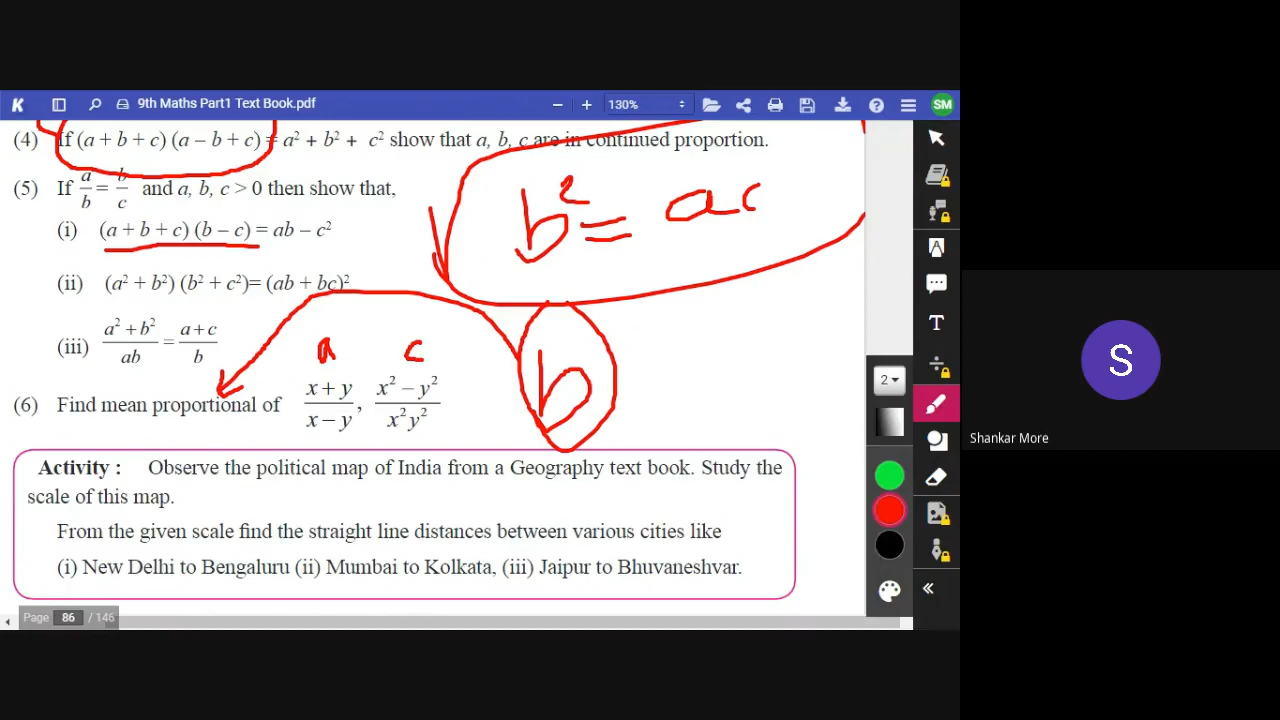 9th Maths Part1 Text Book.pdf
130%
SM
(4) If (a + b + c) (a – b + c) = a² + b² + c² show that a, b, c are in continued proportion.
(5) If a/b = b/c and a, b, c > 0 then show that,
b² = ac
(i) (a + b + c) (b – c) = ab – c²
(ii) (a² + b²) (b² + c²) = (ab + bc)²
(iii) (a² + b²)/ab = (a + c)/b
a c
b
(6) Find mean proportional of (x + y)/(x – y), (x² – y²)/(x²y²)
Activity : Observe the political map of India from a Geography text book. Study the
scale of this map.
From the given scale find the straight line distances between various cities like
(i) New Delhi to Bengaluru (ii) Mumbai to Kolkata, (iii) Jaipur to Bhuvaneshvar.
Page 86 / 146
2
S
Shankar More